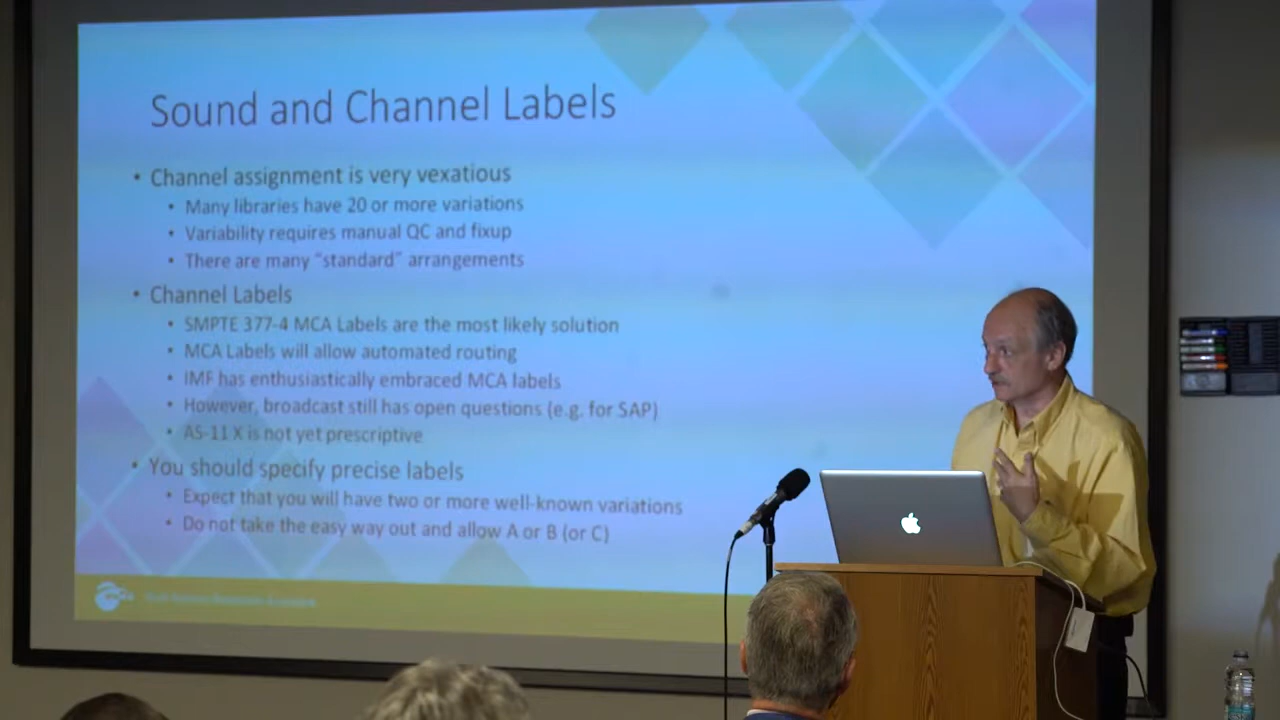 Sound and Channel Labels
• Channel assignment is very vexatious
• Many libraries have 20 or more variations
• Variability requires manual QC and fixup
• There are many “standard” arrangements
• Channel Labels
• SMPTE 377-4 MCA Labels are the most likely solution
• MCA Labels will allow automated routing
• IMF has enthusiastically embraced MCA labels
• However, broadcast still has open questions (e.g. for SAP)
• AS-11 X is not yet prescriptive
• You should specify precise labels
• Expect that you will have two or more well-known variations
• Do not take the easy way out and allow A or B (or C)